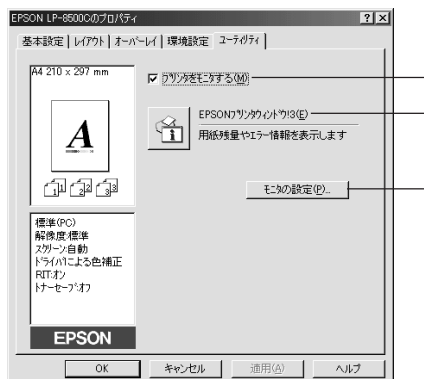 EPSON LP-8500Cのプロパティ
基本設定 レイアウト オーバーレイ 環境設定 ユーティリティ
A4 210 x 297 mm
プリンタをモニタする(M)
EPSONプリンタウィンドウ!3(E)
用紙残量やエラー情報を表示します
A
1 1 2 2 3 3
モニタの設定(P)...
標準(PC)
解像度:標準
スクリーン:自動
ドライバによる色補正
RIT:オン
トナーセーブ:オフ
EPSON
OK キャンセル 適用(A) ヘルプ